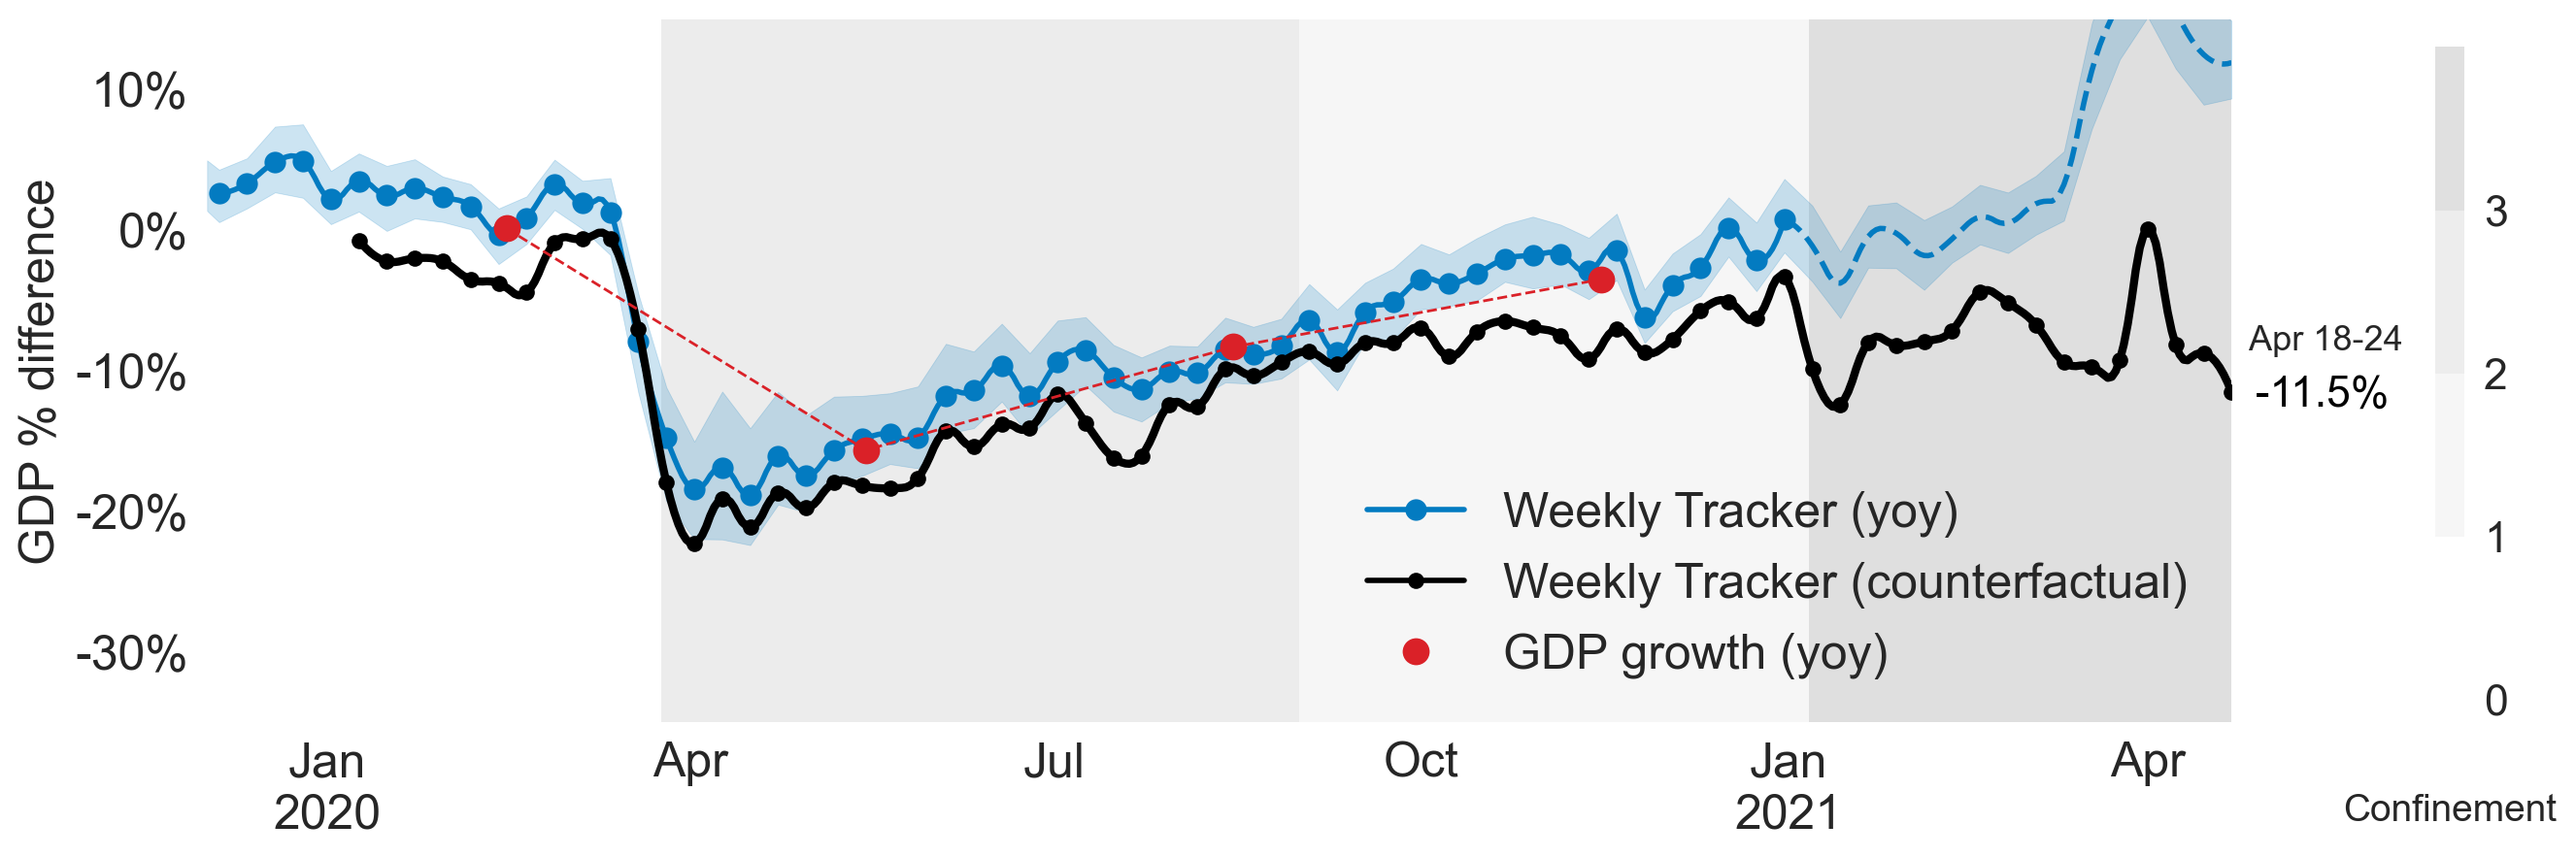 GDP % difference
10%
0%
-10%
-20%
-30%
Jan
2020
Apr
Jul
Oct
Jan
2021
Apr
Weekly Tracker (yoy)
Weekly Tracker (counterfactual)
GDP growth (yoy)
Apr 18-24
-11.5%
3
2
1
0
Confinement